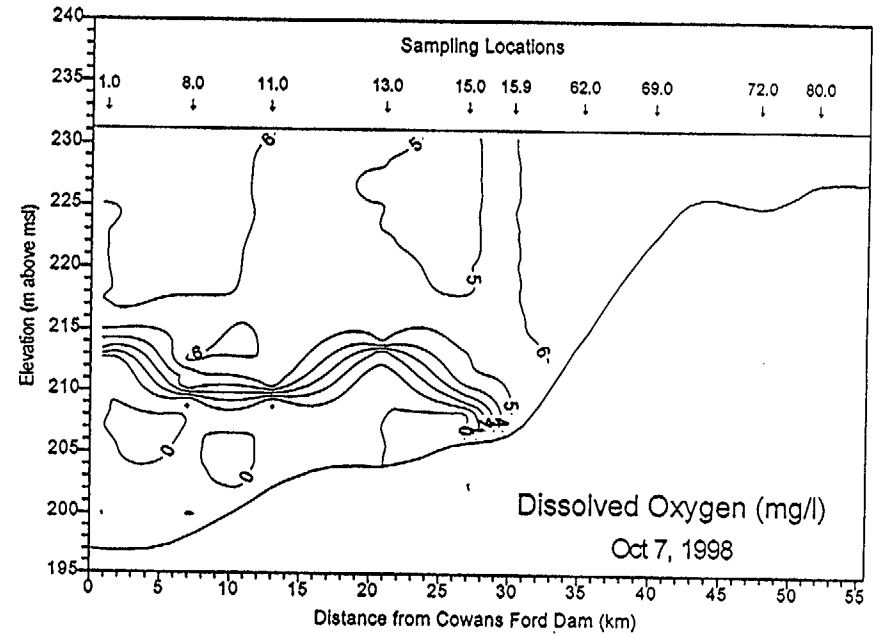 240
Sampling Locations
235
1.0 8.0 11.0 13.0 15.0 15.9 62.0 69.0 72.0 80.0
230
6 5
225
220
5
215
6 6
210
5
4
0
205
0 0
200
Dissolved Oxygen (mg/l)
Oct 7, 1998
195
0 5 10 15 20 25 30 35 40 45 50 55
Distance from Cowans Ford Dam (km)
Elevation (m above msl)